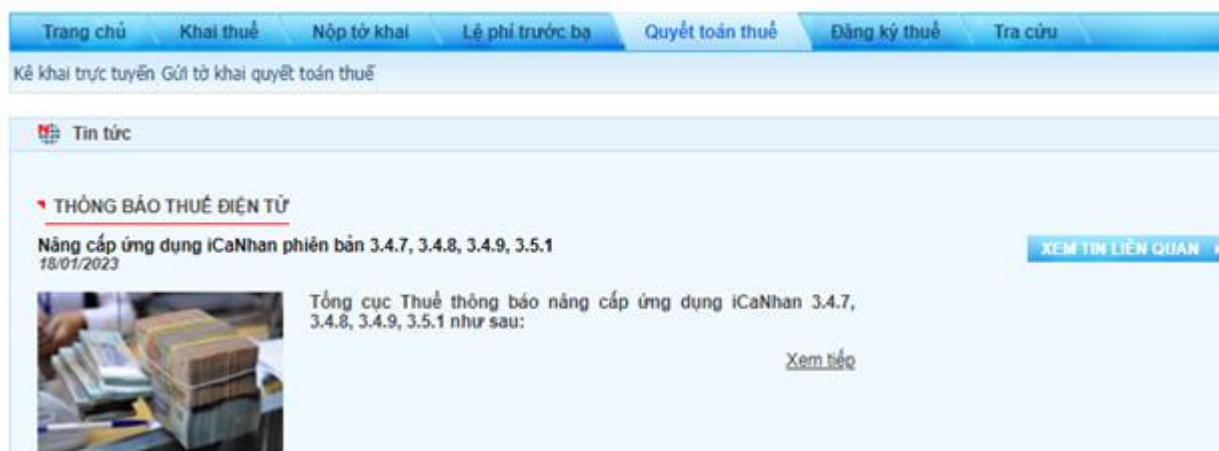 Trang chủ Khai thuế Nộp tờ khai Lệ phí trước bạ Quyết toán thuế Đăng ký thuế Tra cứu
Kê khai trực tuyến Gửi tờ khai quyết toán thuế
Tin tức
THÔNG BÁO THUẾ ĐIỆN TỬ
Nâng cấp ứng dụng iCaNhan phiên bản 3.4.7, 3.4.8, 3.4.9, 3.5.1
18/01/2023
XEM TIN LIÊN QUAN
Tổng cục Thuế thông báo nâng cấp ứng dụng iCaNhan 3.4.7,
3.4.8, 3.4.9, 3.5.1 như sau:
Xem tiếp